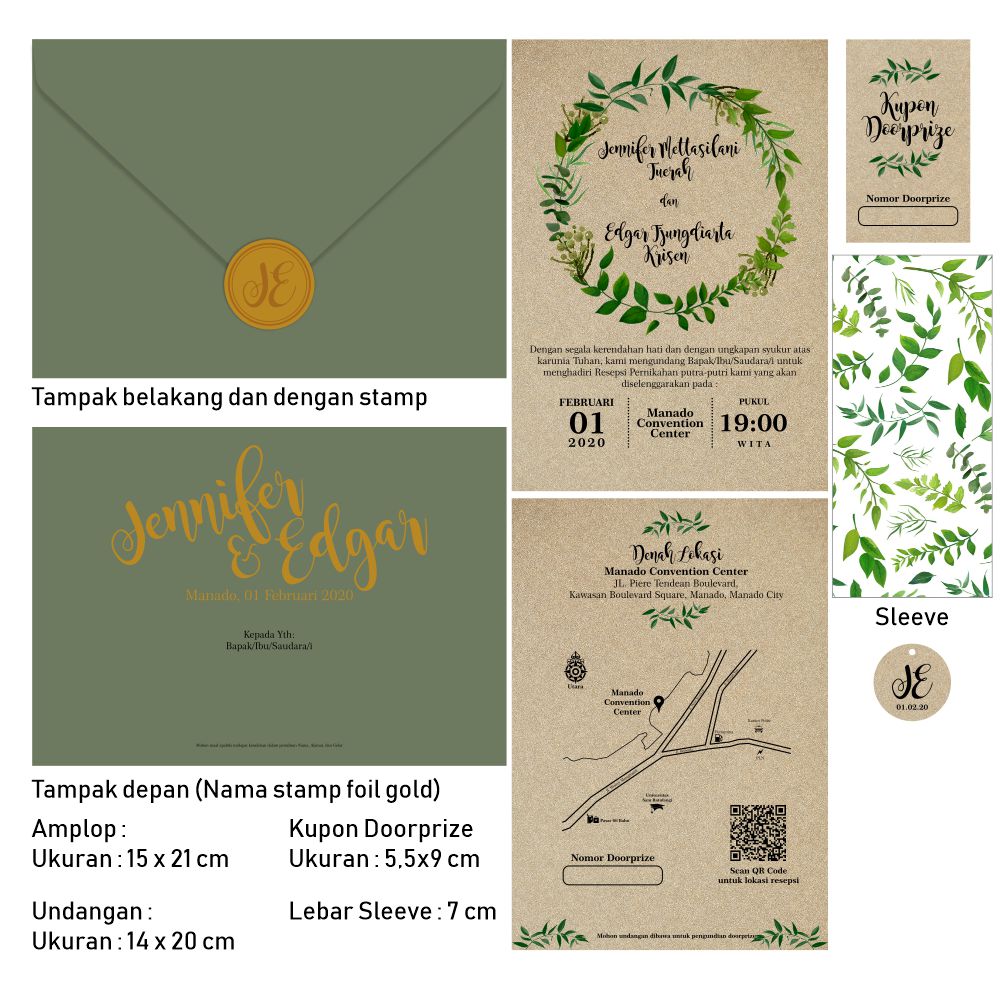 JE
Tampak belakang dan dengan stamp
Jennifer
& Edgar
Manado, 01 Februari 2020
Kepada Yth:
Bapak/Ibu/Saudara/i
Tampak depan (Nama stamp foil gold)
Amplop :
Ukuran : 15 x 21 cm
Undangan :
Ukuran : 14 x 20 cm
Kupon Doorprize
Ukuran : 5,5x9 cm
Lebar Sleeve : 7 cm
Jennifer Mettasilani
Tuerah
dan
Edgar Tjungdiarta
Krisen
Dengan segala kerendahan hati dan dengan ungkapan syukur atas
karunia Tuhan, kami mengundang Bapak/Ibu/Saudara/i untuk
menghadiri Resepsi Pernikahan putra-putri kami yang akan
diselenggarakan pada :
FEBRUARI
01
2020
Manado
Convention
Center
PUKUL
19:00
WITA
Denah Lokasi
Manado Convention Center
JL. Piere Tendean Boulevard,
Kawasan Boulevard Square, Manado, Manado City
Utara
Manado
Convention
Center
Pertamina
PLN
Universitas
Sam Ratulangi
Nomor Doorprize
Scan QR Code
untuk lokasi resepsi
Mohon undangan dibawa untuk pengundian doorprize
Kupon
Doorprize
Nomor Doorprize
Sleeve
JE
01.02.20